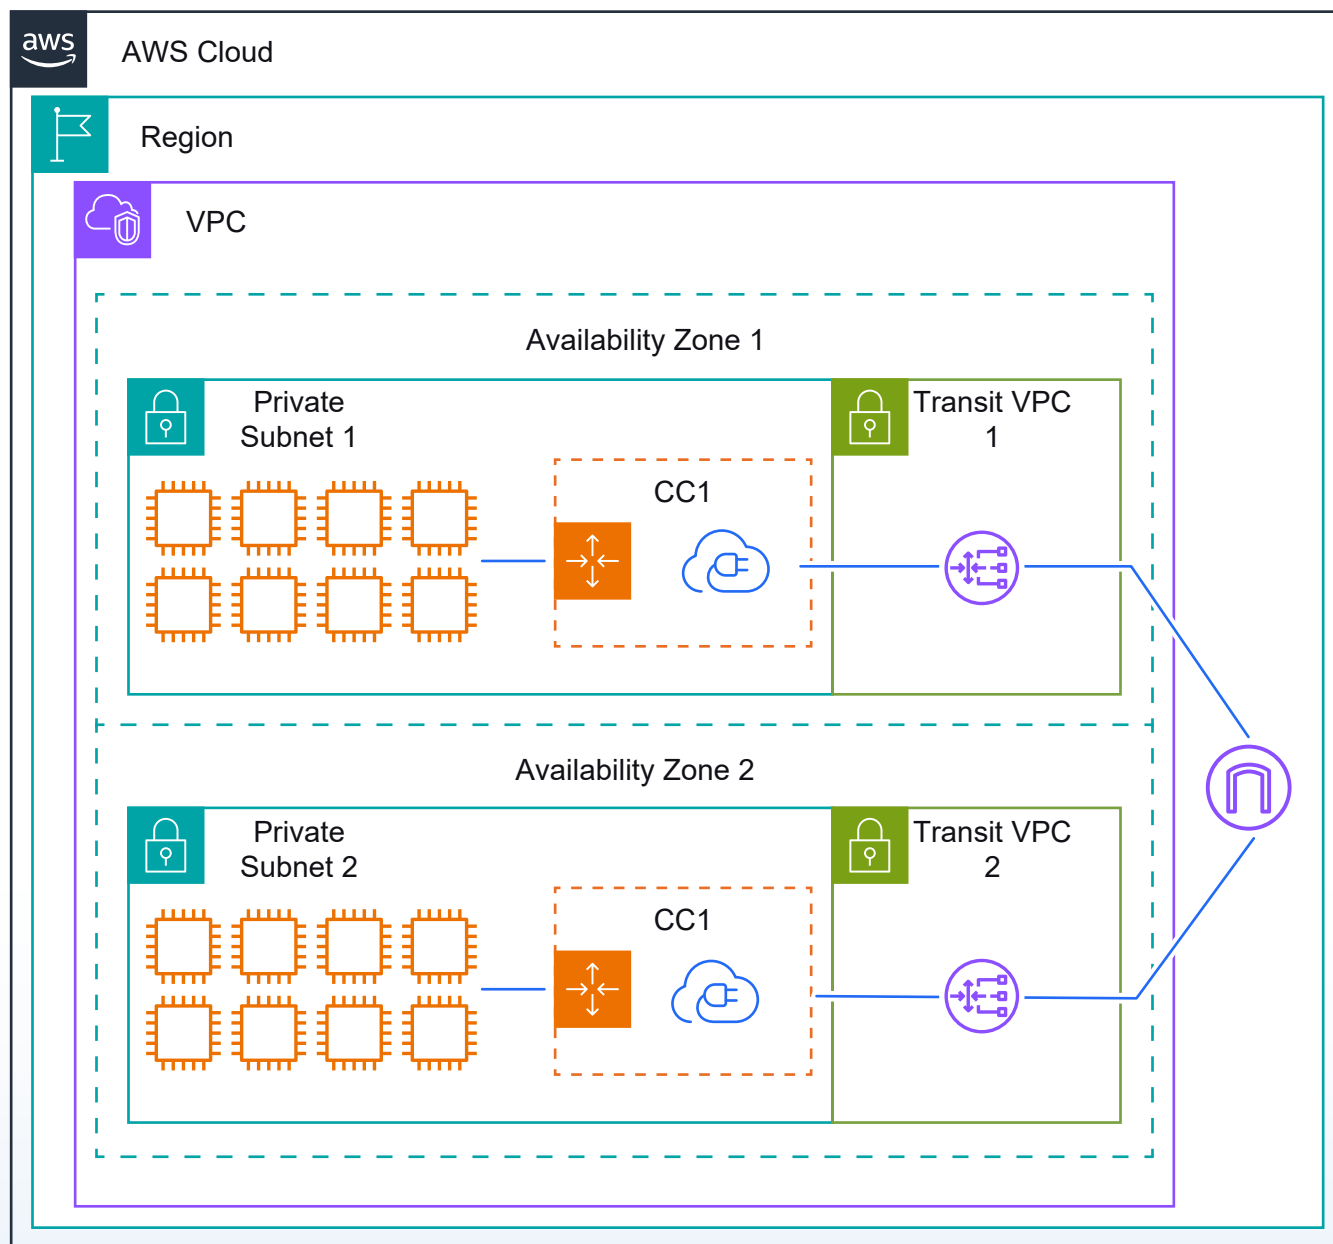 aws
AWS Cloud
Region
VPC
Availability Zone 1
Private
Subnet 1
Transit VPC
1
CC1
Availability Zone 2
Private
Subnet 2
Transit VPC
2
CC1